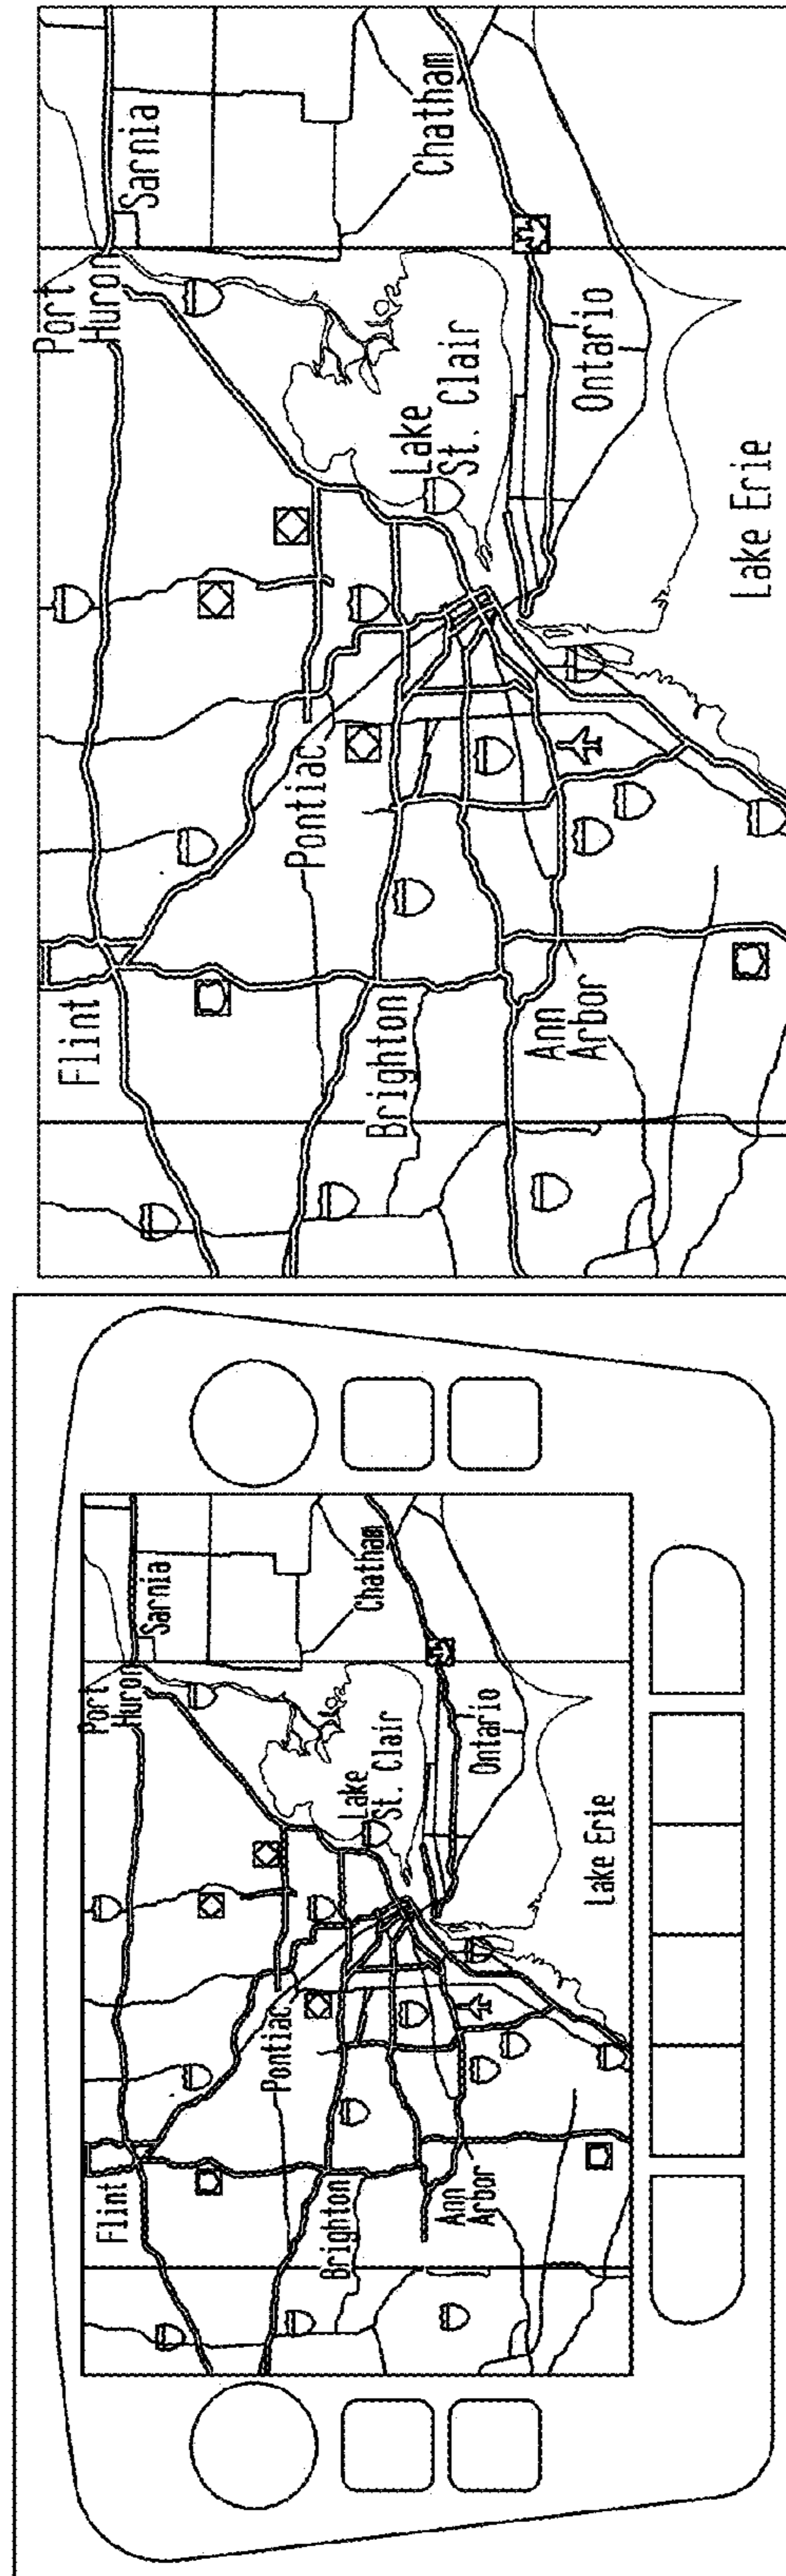 Port
Huron
Flint
Sarnia
Pontiac
Brighton
Lake
St. Clair
Chatham
Ann
Arbor
Ontario
Lake Erie
Port
Huron
Flint
Sarnia
Pontiac
Brighton
Lake
St. Clair
Chatham
Ann
Arbor
Ontario
Lake Erie